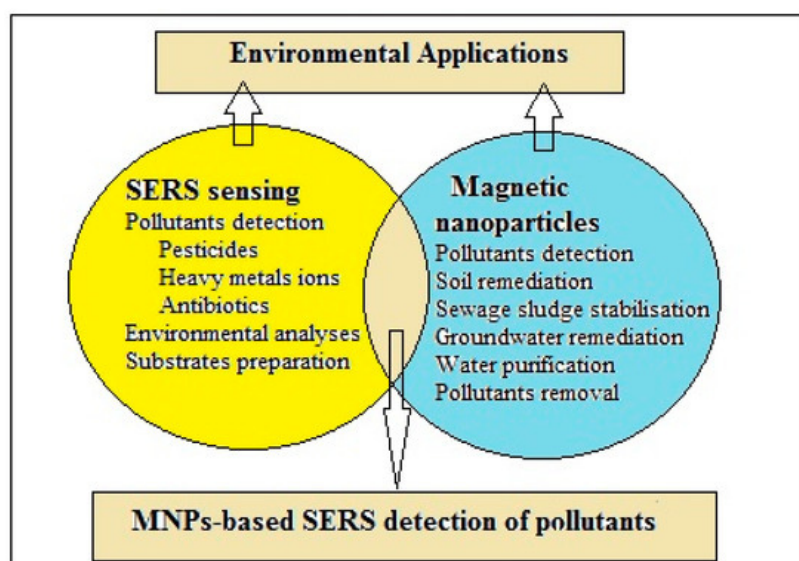 Environmental Applications
SERS sensing
Pollutants detection
Pesticides
Heavy metals ions
Antibiotics
Environmental analyses
Substrates preparation
Magnetic
nanoparticles
Pollutants detection
Soil remediation
Sewage sludge stabilisation
Groundwater remediation
Water purification
Pollutants removal
MNPs-based SERS detection of pollutants